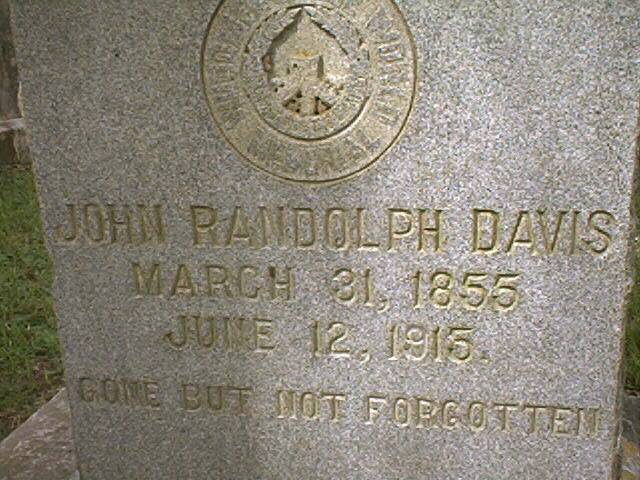 JOHN RANDOLPH DAVIS
MARCH 31, 1855
JUNE 12, 1915.
GONE BUT NOT FORGOTTEN